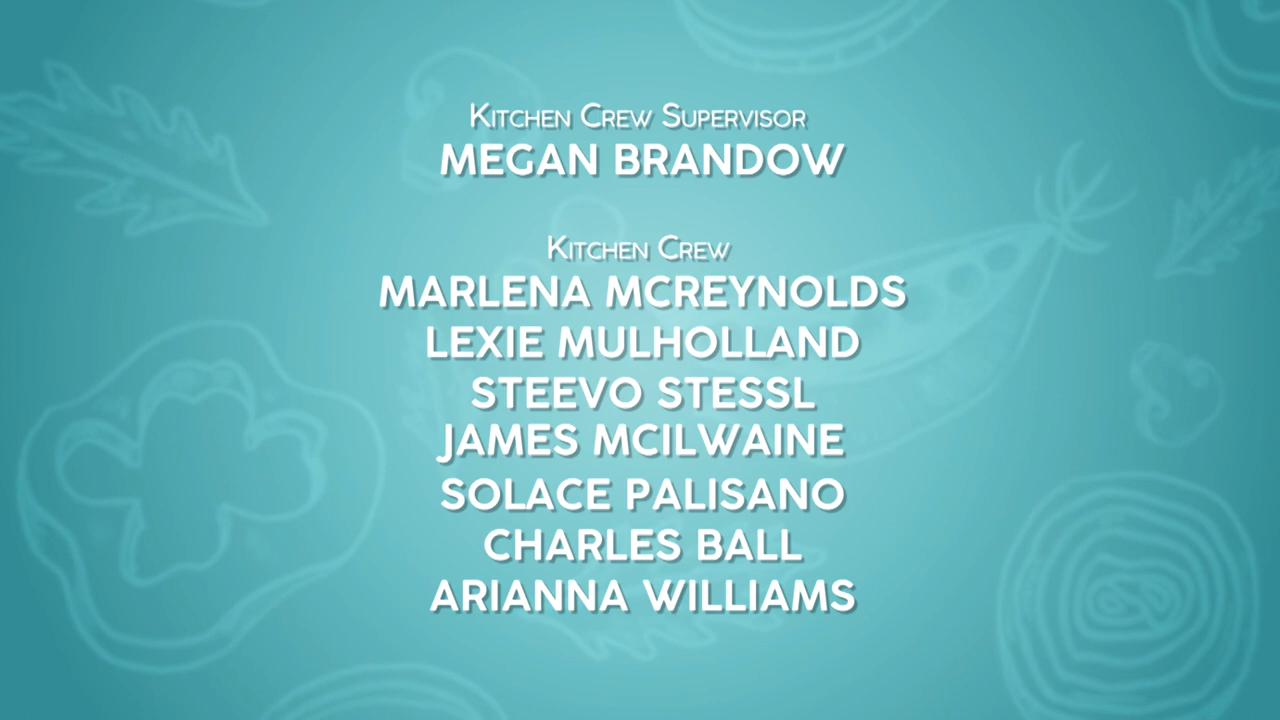 Kitchen Crew Supervisor
MEGAN BRANDOW
Kitchen Crew
MARLENA MCREYNOLDS
LEXIE MULHOLLAND
STEEVO STESSL
JAMES MCILWAINE
SOLACE PALISANO
CHARLES BALL
ARIANNA WILLIAMS